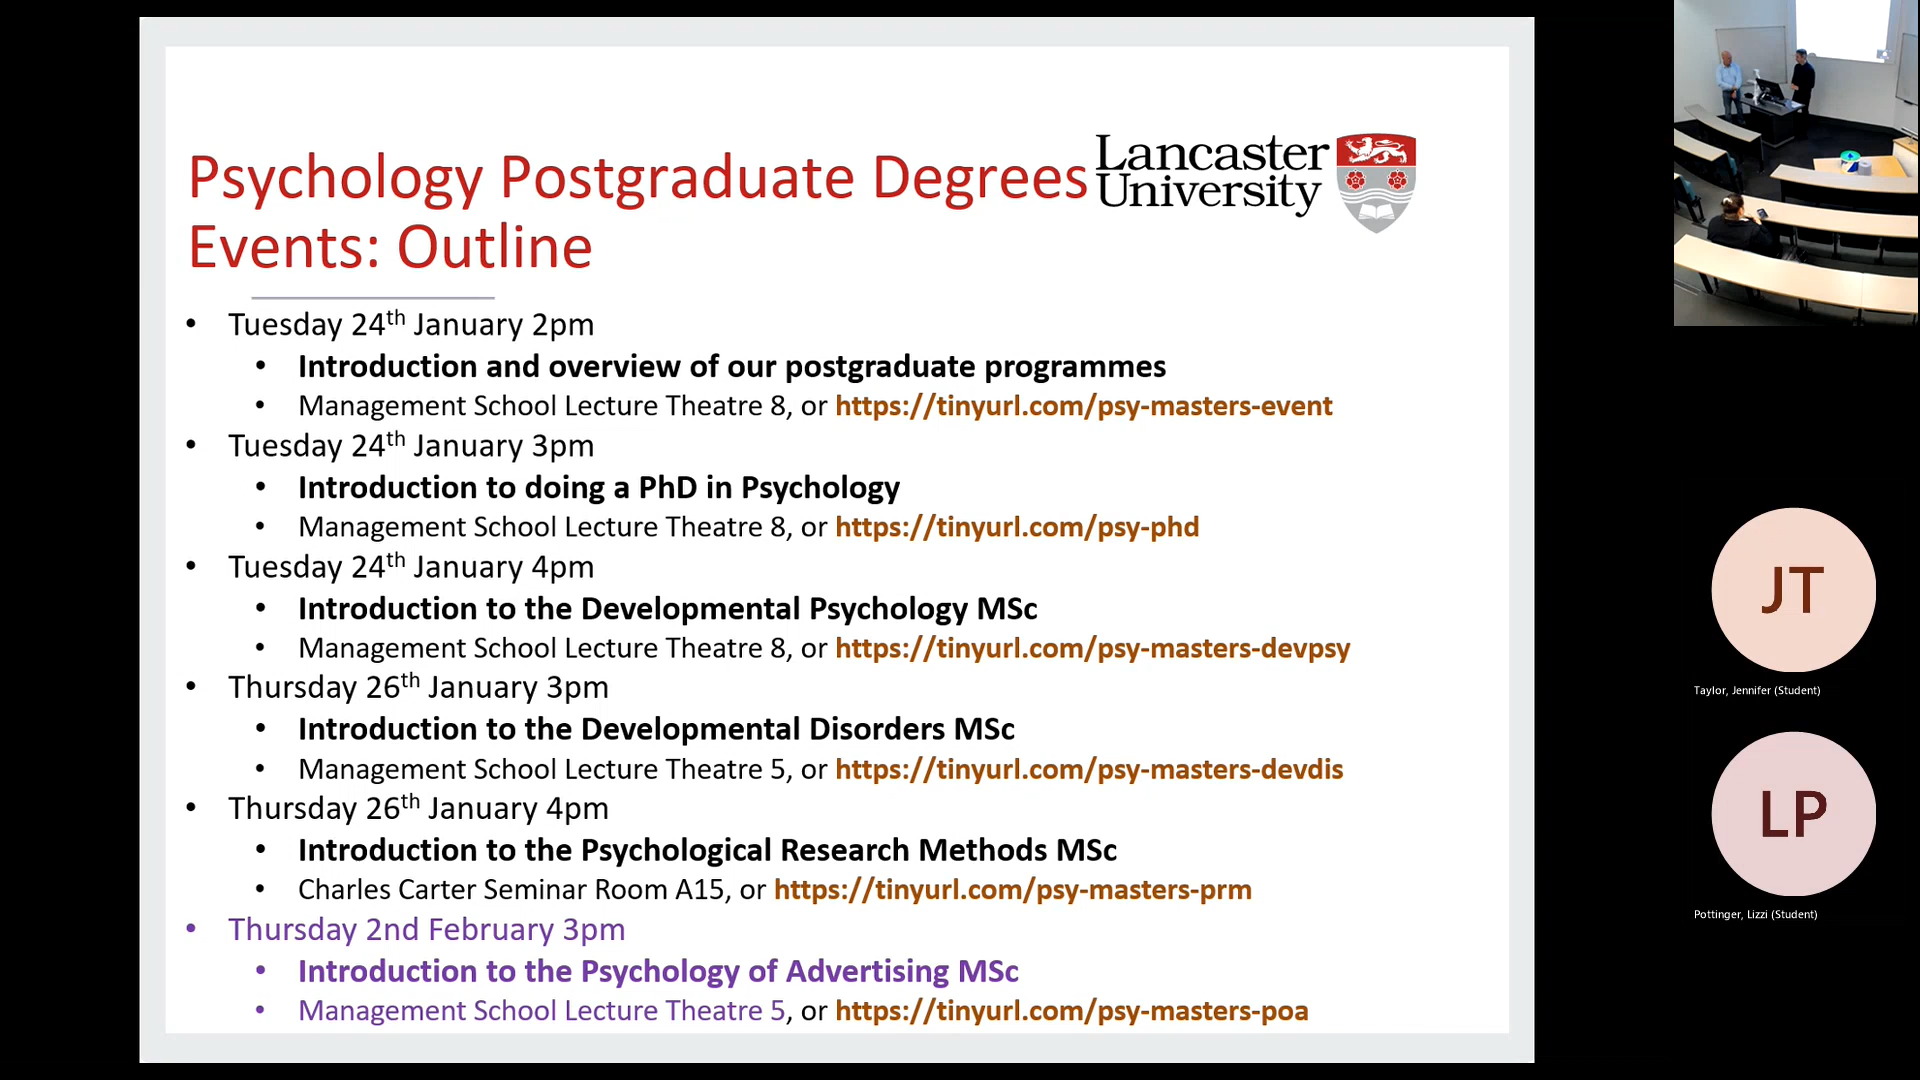 Psychology Postgraduate Degrees
Events: Outline
Lancaster
University
• Tuesday 24th January 2pm
• Introduction and overview of our postgraduate programmes
• Management School Lecture Theatre 8, or https://tinyurl.com/psy-masters-event
• Tuesday 24th January 3pm
• Introduction to doing a PhD in Psychology
• Management School Lecture Theatre 8, or https://tinyurl.com/psy-phd
• Tuesday 24th January 4pm
• Introduction to the Developmental Psychology MSc
• Management School Lecture Theatre 8, or https://tinyurl.com/psy-masters-devpsy
• Thursday 26th January 3pm
• Introduction to the Developmental Disorders MSc
• Management School Lecture Theatre 5, or https://tinyurl.com/psy-masters-devdis
• Thursday 26th January 4pm
• Introduction to the Psychological Research Methods MSc
• Charles Carter Seminar Room A15, or https://tinyurl.com/psy-masters-prm
• Thursday 2nd February 3pm
• Introduction to the Psychology of Advertising MSc
• Management School Lecture Theatre 5, or https://tinyurl.com/psy-masters-poa
JT
Taylor, Jennifer (Student)
LP
Pottinger, Lizzi (Student)